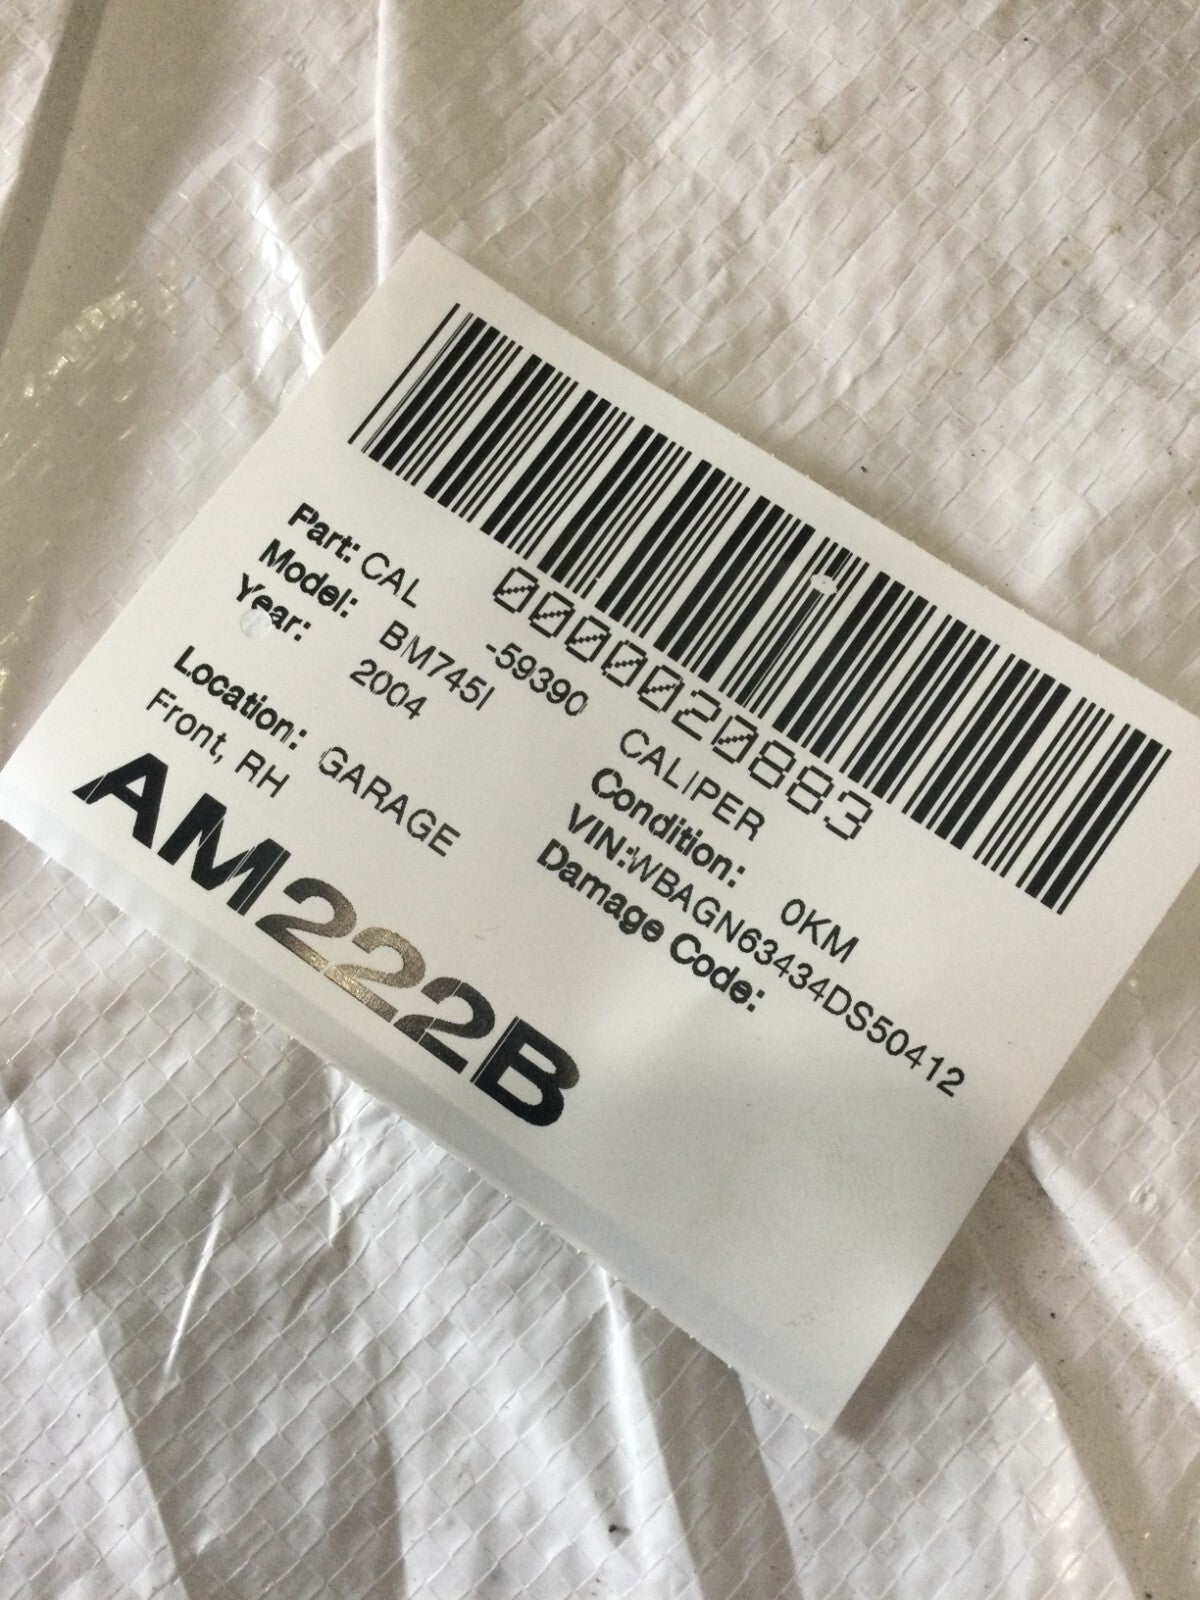 0000020883
Part: CAL -59390 CALIPER
Model: BM745I Condition: 0KM
Year: 2004 VIN:WBAGN63434DS50412
Damage Code:
Location: GARAGE
Front, RH
AM222B